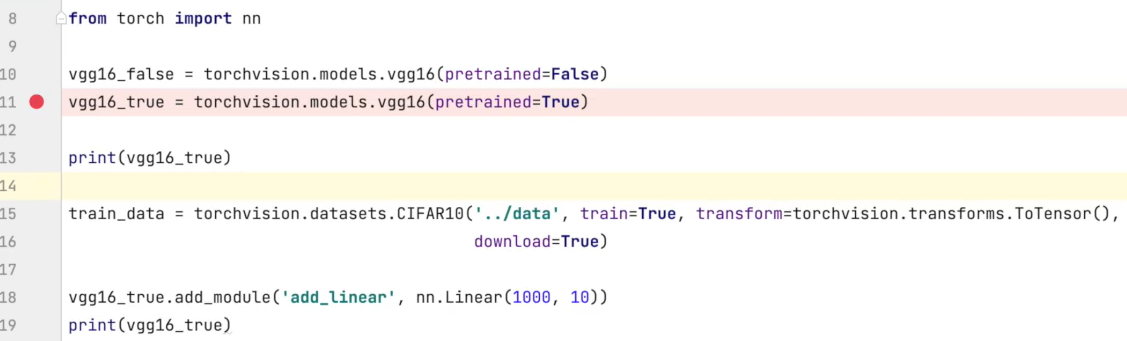 8 from torch import nn
9
10 vgg16_false = torchvision.models.vgg16(pretrained=False)
11 vgg16_true = torchvision.models.vgg16(pretrained=True)
12
13 print(vgg16_true)
14
15 train_data = torchvision.datasets.CIFAR10('../data', train=True, transform=torchvision.transforms.ToTensor(),
16 download=True)
17
18 vgg16_true.add_module('add_linear', nn.Linear(1000, 10))
19 print(vgg16_true)